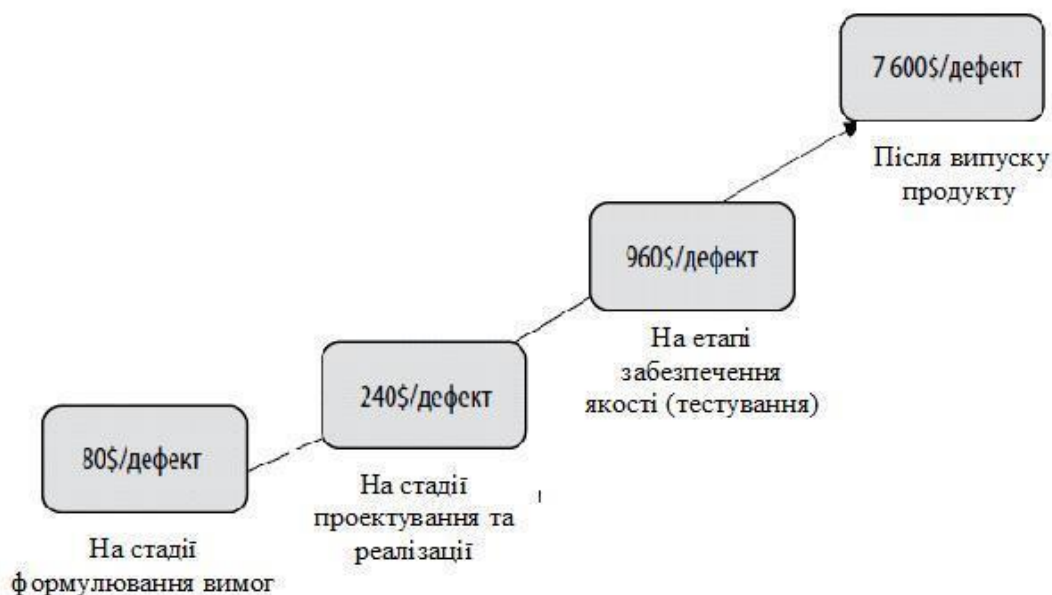 7 600$/дефект
Після випуску
продукту
960$/дефект
На етапі
забезпечення
якості (тестування)
240$/дефект
На стадії
проектування та
реалізації
80$/дефект
На стадії
формулювання вимог